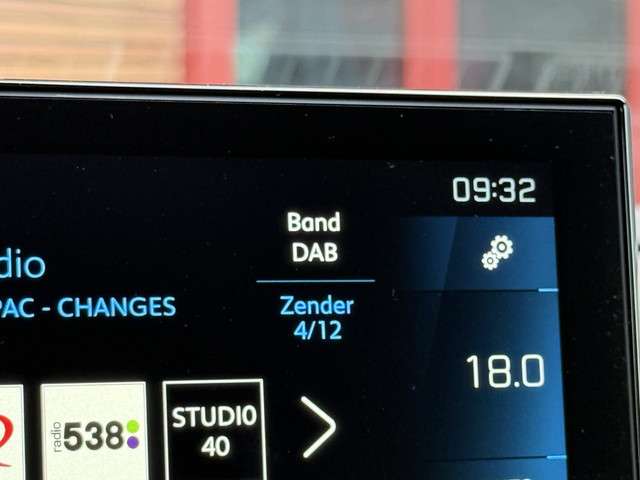 09:32
Band
DAB
dio
PAC - CHANGES
Zender
4/12
18.0
radio
538
STUDIO
40